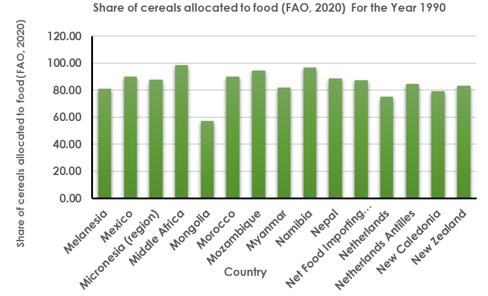 Share of cereals allocated to food (FAO, 2020) For the Year 1990
Share of cereals allocated to food(FAO, 2020)
120.00
100.00
80.00
60.00
40.00
20.00
0.00
Melanesia
Mexico
Micronesia (region)
Middle Africa
Mongolia
Morocco
Mozambique
Myanmar
Namibia
Nepal
Net Food Importing…
Netherlands
Netherlands Antilles
New Caledonia
New Zealand
Country